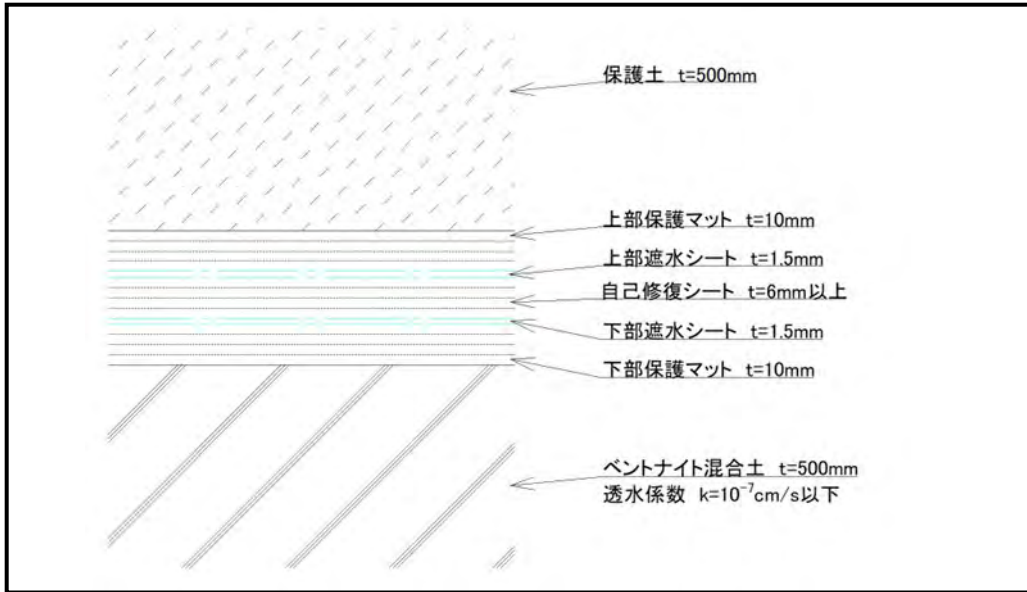 保護土 t=500mm
上部保護マット t=10mm
上部遮水シート t=1.5mm
自己修復シート t=6mm以上
下部遮水シート t=1.5mm
下部保護マット t=10mm
ベントナイト混合土 t=500mm
透水係数 k=10⁻⁷cm/s以下